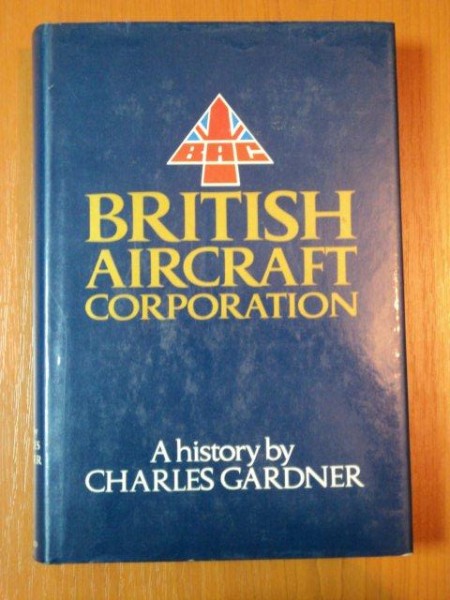 BAC
BRITISH
AIRCRAFT
CORPORATION
A history by
CHARLES GARDNER